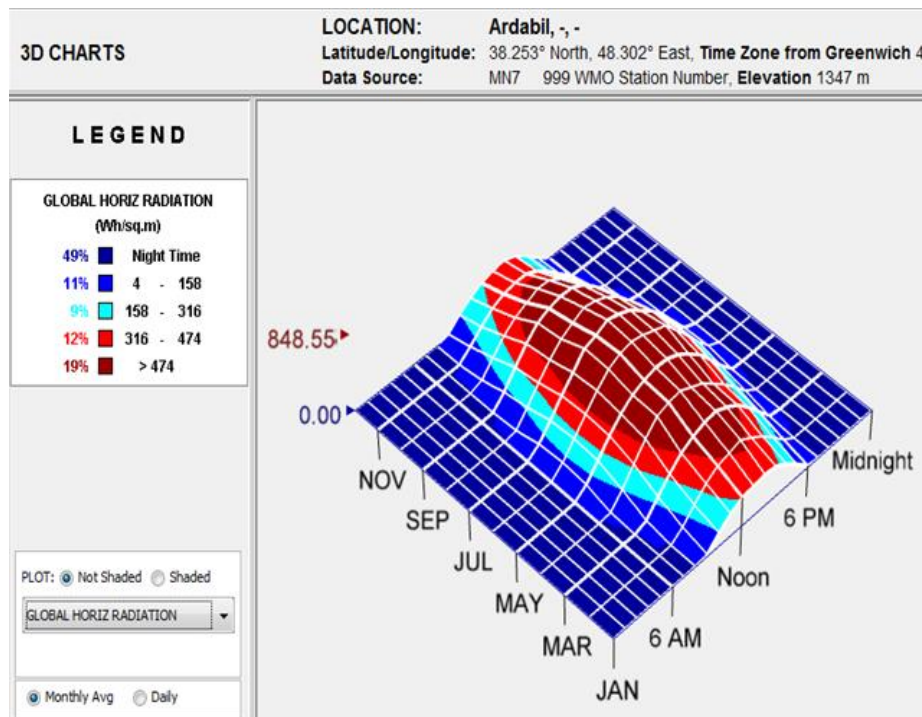 3D CHARTS
LOCATION: Ardabil, -, -
Latitude/Longitude: 38.253° North, 48.302° East, Time Zone from Greenwich 4
Data Source: MN7 999 WMO Station Number, Elevation 1347 m
LEGEND
GLOBAL HORIZ RADIATION
(Wh/sq.m)
49% Night Time
11% 4 - 158
9% 158 - 316
12% 316 - 474
19% > 474
PLOT: Not Shaded Shaded
GLOBAL HORIZ RADIATION
Monthly Avg Daily
848.55
0.00
NOV
SEP
JUL
MAY
MAR
JAN
6 AM
Noon
6 PM
Midnight